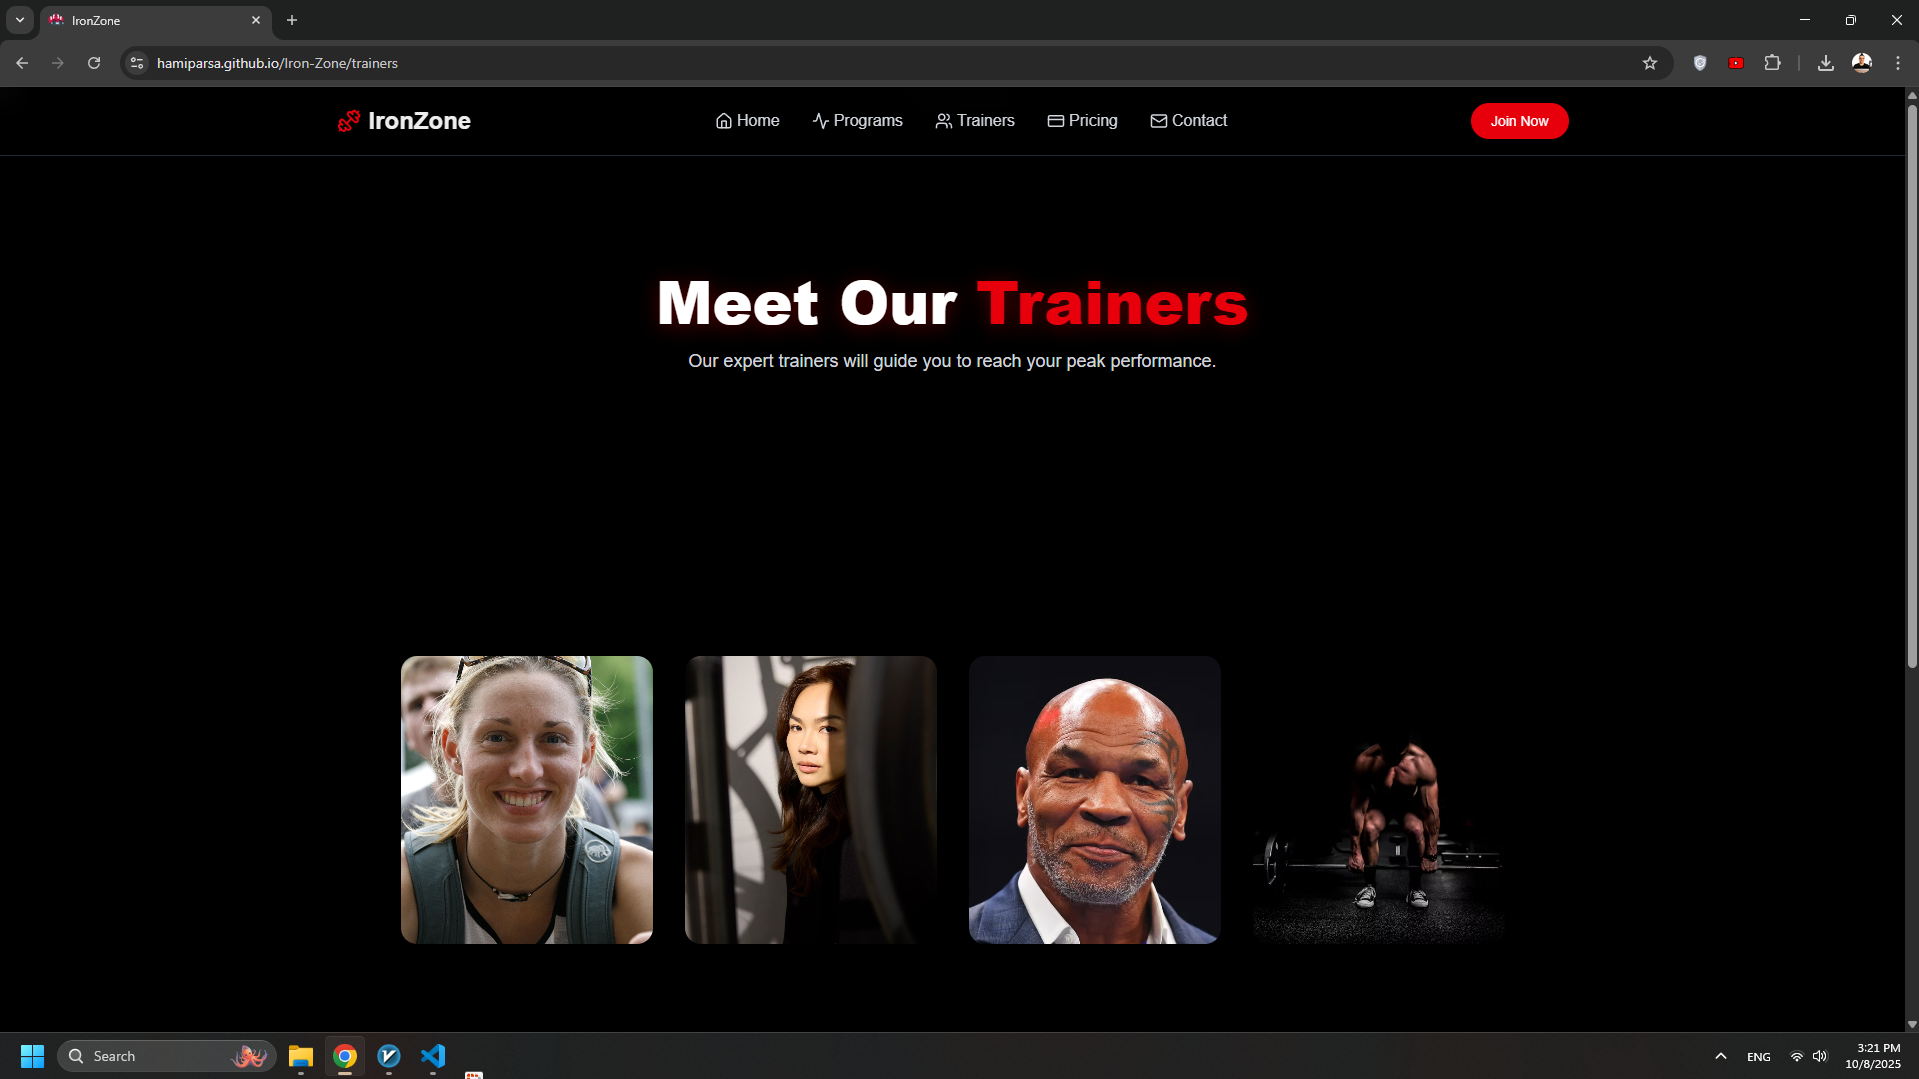 IronZone
hamiparsa.github.io/Iron-Zone/trainers
IronZone
Home
Programs
Trainers
Pricing
Contact
Join Now
Meet Our Trainers
Our expert trainers will guide you to reach your peak performance.
Search
ENG
3:21 PM
10/8/2025